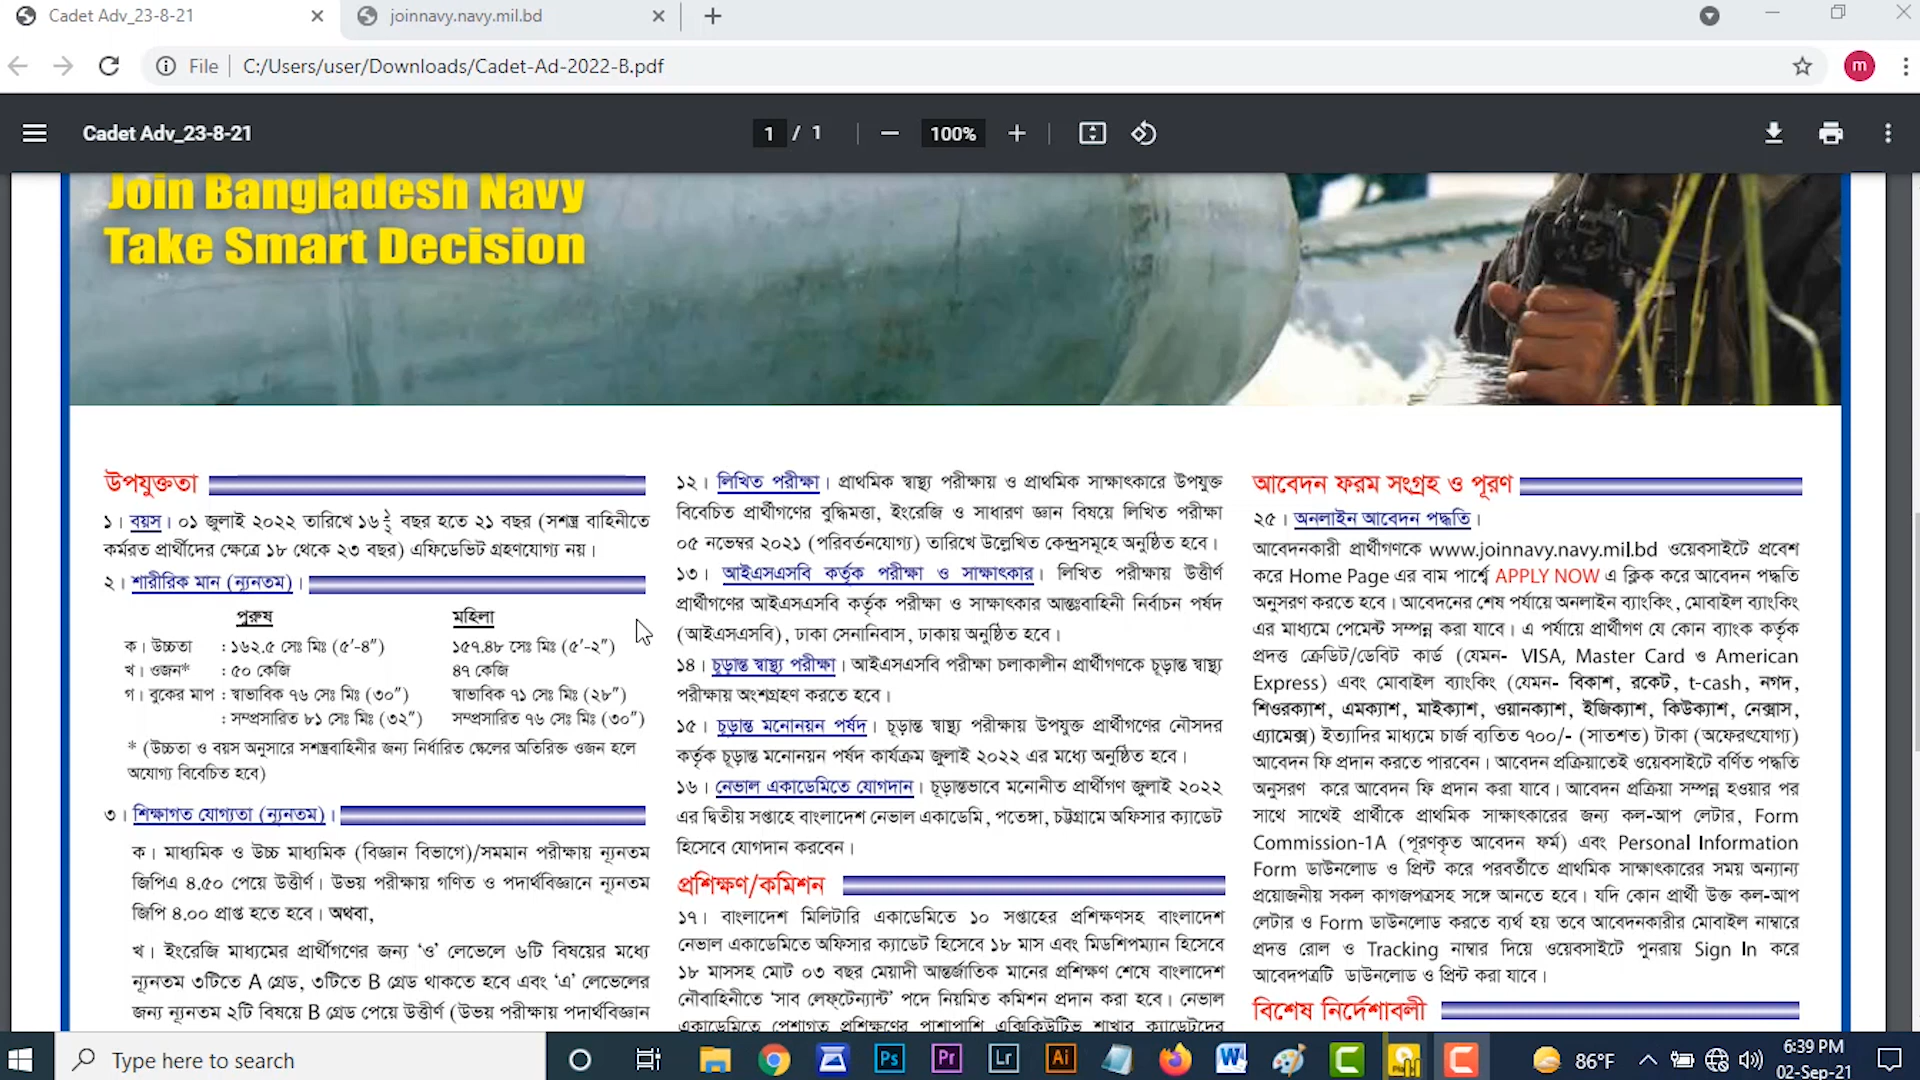 Cadet Adv_23-8-21
joinnavy.navy.mil.bd
File
C:/Users/user/Downloads/Cadet-Ad-2022-B.pdf
m
Cadet Adv_23-8-21
1 / 1
100%
Join Bangladesh Navy
Take Smart Decision
উপযুক্ততা
১। বয়স। ০১ জুলাই ২০২২ তারিখে ১৬ ১/২ বছর হতে ২১ বছর (সশস্ত্র বাহিনীতে
কর্মরত প্রার্থীদের ক্ষেত্রে ১৮ থেকে ২৩ বছর) এফিডেভিট গ্রহণযোগ্য নয়।
২। শারীরিক মান (ন্যূনতম)।
পুরুষ মহিলা
ক। উচ্চতা : ১৬২.৫ সেঃ মিঃ (৫′-৪″) ১৫৭.৪৮ সেঃ মিঃ (৫′-২″)
খ। ওজন* : ৫০ কেজি ৪৭ কেজি
গ। বুকের মাপ : স্বাভাবিক ৭৬ সেঃ মিঃ (৩০″) স্বাভাবিক ৭১ সেঃ মিঃ (২৮″)
: সম্প্রসারিত ৮১ সেঃ মিঃ (৩২″) সম্প্রসারিত ৭৬ সেঃ মিঃ (৩০″)
* (উচ্চতা ও বয়স অনুসারে সশস্ত্রবাহিনীর জন্য নির্ধারিত স্কেলের অতিরিক্ত ওজন হলে
অযোগ্য বিবেচিত হবে)
৩। শিক্ষাগত যোগ্যতা (ন্যূনতম)।
ক। মাধ্যমিক ও উচ্চ মাধ্যমিক (বিজ্ঞান বিভাগে)/সমমান পরীক্ষায় ন্যূনতম
জিপিএ ৪.৫০ পেয়ে উত্তীর্ণ। উভয় পরীক্ষায় গণিত ও পদার্থবিজ্ঞানে ন্যূনতম
জিপি ৪.০০ প্রাপ্ত হতে হবে। অথবা,
খ। ইংরেজি মাধ্যমের প্রার্থীগণের জন্য ‘ও’ লেভেলে ৬টি বিষয়ের মধ্যে
ন্যূনতম ৩টিতে A গ্রেড, ৩টিতে B গ্রেড থাকতে হবে এবং ‘এ’ লেভেলের
জন্য ন্যূনতম ২টি বিষয়ে B গ্রেড পেয়ে উত্তীর্ণ (উভয় পরীক্ষায় পদার্থবিজ্ঞান
১২। লিখিত পরীক্ষা। প্রাথমিক স্বাস্থ্য পরীক্ষায় ও প্রাথমিক সাক্ষাৎকারে উপযুক্ত
বিবেচিত প্রার্থীগণের বুদ্ধিমত্তা, ইংরেজি ও সাধারণ জ্ঞান বিষয়ে লিখিত পরীক্ষা
০৫ নভেম্বর ২০২১ (পরিবর্তনযোগ্য) তারিখে উল্লেখিত কেন্দ্রসমূহে অনুষ্ঠিত হবে।
১৩। আইএসএসবি কর্তৃক পরীক্ষা ও সাক্ষাৎকার। লিখিত পরীক্ষায় উত্তীর্ণ
প্রার্থীগণের আইএসএসবি কর্তৃক পরীক্ষা ও সাক্ষাৎকার আন্তঃবাহিনী নির্বাচন পর্ষদ
(আইএসএসবি), ঢাকা সেনানিবাস, ঢাকায় অনুষ্ঠিত হবে।
১৪। চূড়ান্ত স্বাস্থ্য পরীক্ষা। আইএসএসবি পরীক্ষা চলাকালীন প্রার্থীগণকে চূড়ান্ত স্বাস্থ্য
পরীক্ষায় অংশগ্রহণ করতে হবে।
১৫। চূড়ান্ত মনোনয়ন পর্ষদ। চূড়ান্ত স্বাস্থ্য পরীক্ষায় উপযুক্ত প্রার্থীগণের নৌসদর
কর্তৃক চূড়ান্ত মনোনয়ন পর্ষদ কার্যক্রম জুলাই ২০২২ এর মধ্যে অনুষ্ঠিত হবে।
১৬। নেভাল একাডেমিতে যোগদান। চূড়ান্তভাবে মনোনীত প্রার্থীগণ জুলাই ২০২২
এর দ্বিতীয় সপ্তাহে বাংলাদেশ নেভাল একাডেমি, পতেঙ্গা, চট্টগ্রামে অফিসার ক্যাডেট
হিসেবে যোগদান করবেন।
প্রশিক্ষণ/কমিশন
১৭। বাংলাদেশ মিলিটারি একাডেমিতে ১০ সপ্তাহের প্রশিক্ষণসহ বাংলাদেশ
নেভাল একাডেমিতে অফিসার ক্যাডেট হিসেবে ১৮ মাস এবং মিডশিপম্যান হিসেবে
১৮ মাসসহ মোট ০৩ বছর মেয়াদী আন্তর্জাতিক মানের প্রশিক্ষণ শেষে বাংলাদেশ
নৌবাহিনীতে ‘সাব লেফ্টেন্যান্ট’ পদে নিয়মিত কমিশন প্রদান করা হবে। নেভাল
একাডেমিতে পেশাগত প্রশিক্ষণের পাশাপাশি এক্সিকিউটিভ শাখার ক্যাডেটদের
আবেদন ফরম সংগ্রহ ও পূরণ
২৫। অনলাইন আবেদন পদ্ধতি।
আবেদনকারী প্রার্থীগণকে www.joinnavy.navy.mil.bd ওয়েবসাইটে প্রবেশ
করে Home Page এর বাম পার্শ্বে APPLY NOW এ ক্লিক করে আবেদন পদ্ধতি
অনুসরণ করতে হবে। আবেদনের শেষ পর্যায়ে অনলাইন ব্যাংকিং, মোবাইল ব্যাংকিং
এর মাধ্যমে পেমেন্ট সম্পন্ন করা যাবে। এ পর্যায়ে প্রার্থীগণ যে কোন ব্যাংক কর্তৃক
প্রদত্ত ক্রেডিট/ডেবিট কার্ড (যেমন- VISA, Master Card ও American
Express) এবং মোবাইল ব্যাংকিং (যেমন- বিকাশ, রকেট, t-cash, নগদ,
শিওরক্যাশ, এমক্যাশ, মাইক্যাশ, ওয়ানক্যাশ, ইজিক্যাশ, কিউক্যাশ, নেক্সাস,
এ্যামেক্স) ইত্যাদির মাধ্যমে চার্জ ব্যতিত ৭০০/- (সাতশত) টাকা (অফেরৎযোগ্য)
আবেদন ফি প্রদান করতে পারবেন। আবেদন প্রক্রিয়াতেই ওয়েবসাইটে বর্ণিত পদ্ধতি
অনুসরণ করে আবেদন ফি প্রদান করা যাবে। আবেদন প্রক্রিয়া সম্পন্ন হওয়ার পর
সাথে সাথেই প্রার্থীকে প্রাথমিক সাক্ষাৎকারের জন্য কল-আপ লেটার, Form
Commission-1A (পূরণকৃত আবেদন ফর্ম) এবং Personal Information
Form ডাউনলোড ও প্রিন্ট করে পরবর্তীতে প্রাথমিক সাক্ষাৎকারের সময় অন্যান্য
প্রয়োজনীয় সকল কাগজপত্রসহ সঙ্গে আনতে হবে। যদি কোন প্রার্থী উক্ত কল-আপ
লেটার ও Form ডাউনলোড করতে ব্যর্থ হয় তবে আবেদনকারীর মোবাইল নাম্বারে
প্রদত্ত রোল ও Tracking নাম্বার দিয়ে ওয়েবসাইটে পুনরায় Sign In করে
আবেদপত্রটি ডাউনলোড ও প্রিন্ট করা যাবে।
বিশেষ নির্দেশাবলী
Type here to search
Ps
Pr
Lr
Ai
W
C
C
86°F
6:39 PM
02-Sep-21